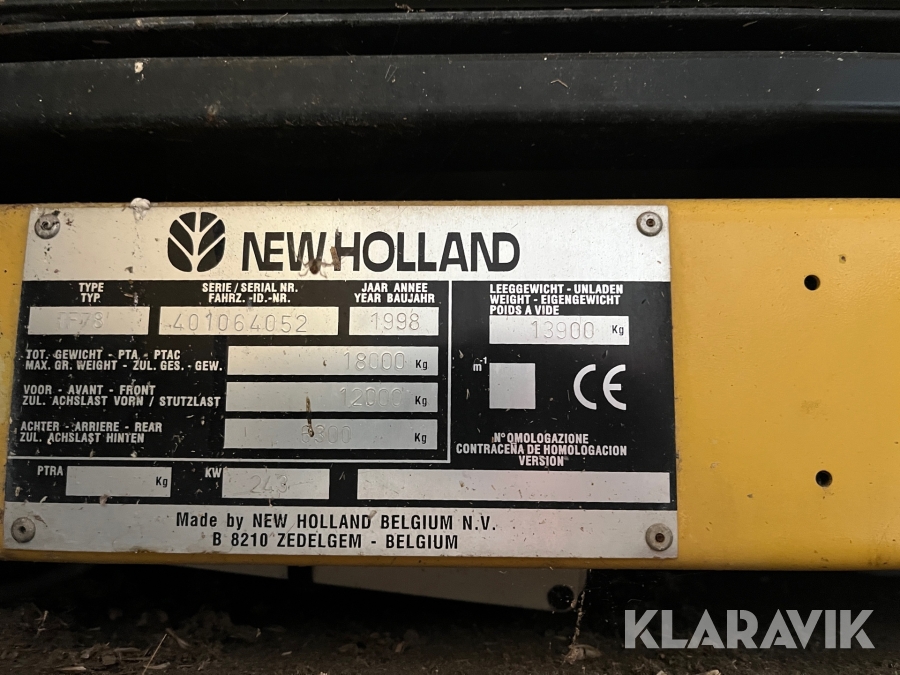 NEW HOLLAND
TYPE
TYP.
SERIE / SERIAL NR.
FAHRZ. -ID.-NR.
JAAR ANNEE
YEAR BAUJAHR
401064052
1998
LEEGGEWICHT - UNLADEN
WEIGHT - EIGENGEWICHT
POIDS A VIDE
13900 Kg
TOT. GEWICHT - PTA - PTAC
MAX. GR. WEIGHT - ZUL. GES. - GEW.
18000 Kg
VOOR - AVANT - FRONT
ZUL. ACHSLAST VORN / STUTZLAST
12000 Kg
ACHTER - ARRIERE - REAR
ZUL. ACHSLAST HINTEN
Kg
m-1
CE
N° OMOLOGAZIONE
CONTRACEÑA DE HOMOLOGACION
VERSION
PTRA
Kg
KW
243
Made by NEW HOLLAND BELGIUM N.V.
B 8210 ZEDELGEM - BELGIUM
KLARAVIK